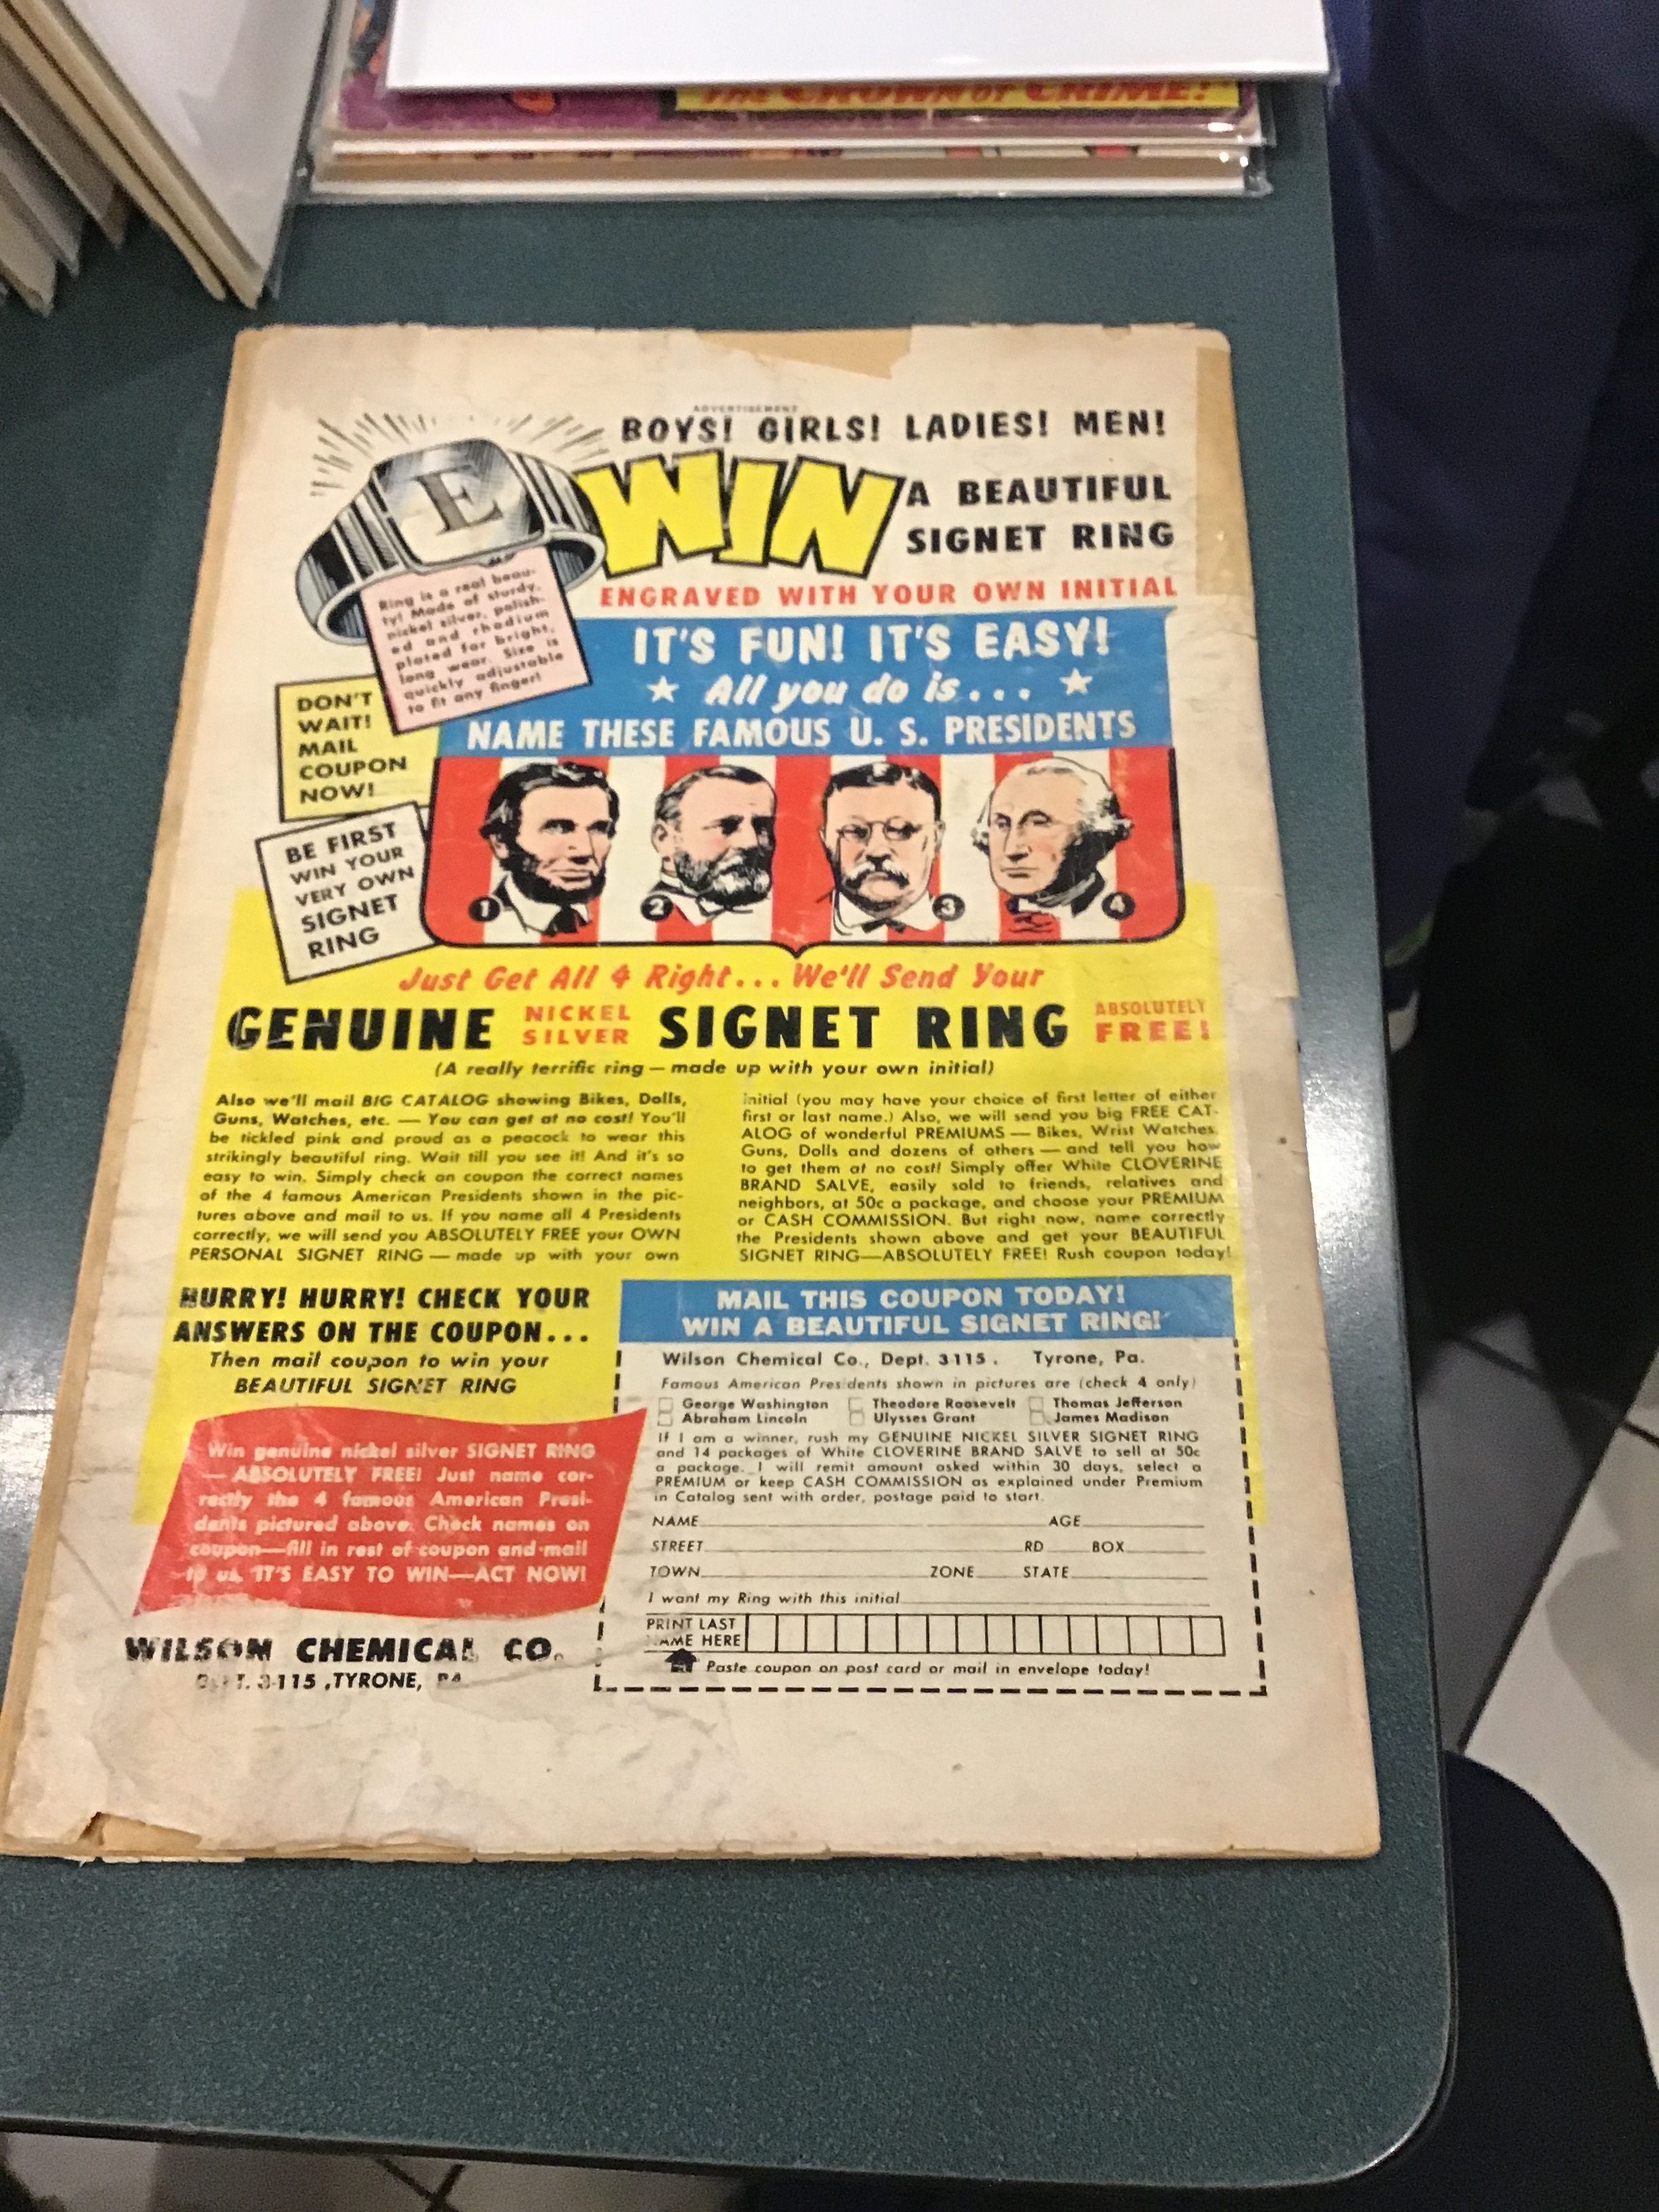 THE CROWN OF CRIME!
ADVERTISEMENT
BOYS! GIRLS! LADIES! MEN!
WIN
A BEAUTIFUL
SIGNET RING
ENGRAVED WITH YOUR OWN INITIAL
E
Ring is a real beau-
ty! Made of sturdy,
nickel silver, polish-
ed and rhodium
plated for bright,
long wear. Size is
quickly adjustable
to fit any finger!
IT'S FUN! IT'S EASY!
All you do is...
NAME THESE FAMOUS U. S. PRESIDENTS
DON'T
WAIT!
MAIL
COUPON
NOW!
BE FIRST
WIN YOUR
VERY OWN
SIGNET
RING
1
2
3
4
Just Get All 4 Right... We'll Send Your
GENUINE NICKEL SILVER SIGNET RING ABSOLUTELY FREE!
(A really terrific ring — made up with your own initial)
Also we'll mail BIG CATALOG showing Bikes, Dolls,
Guns, Watches, etc. — You can get at no cost! You'll
be tickled pink and proud as a peacock to wear this
strikingly beautiful ring. Wait till you see it! And it's so
easy to win. Simply check on coupon the correct names
of the 4 famous American Presidents shown in the pic-
tures above and mail to us. If you name all 4 Presidents
correctly, we will send you ABSOLUTELY FREE your OWN
PERSONAL SIGNET RING — made up with your own
initial (you may have your choice of first letter of either
first or last name.) Also, we will send you big FREE CAT-
ALOG of wonderful PREMIUMS — Bikes, Wrist Watches,
Guns, Dolls and dozens of others — and tell you how
to get them at no cost! Simply offer White CLOVERINE
BRAND SALVE, easily sold to friends, relatives and
neighbors, at 50c a package, and choose your PREMIUM
or CASH COMMISSION. But right now, name correctly
the Presidents shown above and get your BEAUTIFUL
SIGNET RING—ABSOLUTELY FREE! Rush coupon today!
HURRY! HURRY! CHECK YOUR
ANSWERS ON THE COUPON...
Then mail coupon to win your
BEAUTIFUL SIGNET RING
Win genuine nickel silver SIGNET RING
— ABSOLUTELY FREE! Just name cor-
rectly the 4 famous American Presi-
dents pictured above. Check names on
coupon—fill in rest of coupon and mail
to us. IT'S EASY TO WIN—ACT NOW!
WILSON CHEMICAL CO.
DEPT. 3-115, TYRONE, PA.
MAIL THIS COUPON TODAY!
WIN A BEAUTIFUL SIGNET RING!
Wilson Chemical Co., Dept. 3-115. Tyrone, Pa.
Famous American Presidents shown in pictures are (check 4 only)
George Washington Theodore Roosevelt Thomas Jefferson
Abraham Lincoln Ulysses Grant James Madison
If I am a winner, rush my GENUINE NICKEL SILVER SIGNET RING
and 14 packages of White CLOVERINE BRAND SALVE to sell at 50c
a package. I will remit amount asked within 30 days, select a
PREMIUM or keep CASH COMMISSION as explained under Premium
in Catalog sent with order, postage paid to start.
NAME AGE
STREET RD BOX
TOWN ZONE STATE
I want my Ring with this initial
PRINT LAST
NAME HERE
Paste coupon on post card or mail in envelope today!